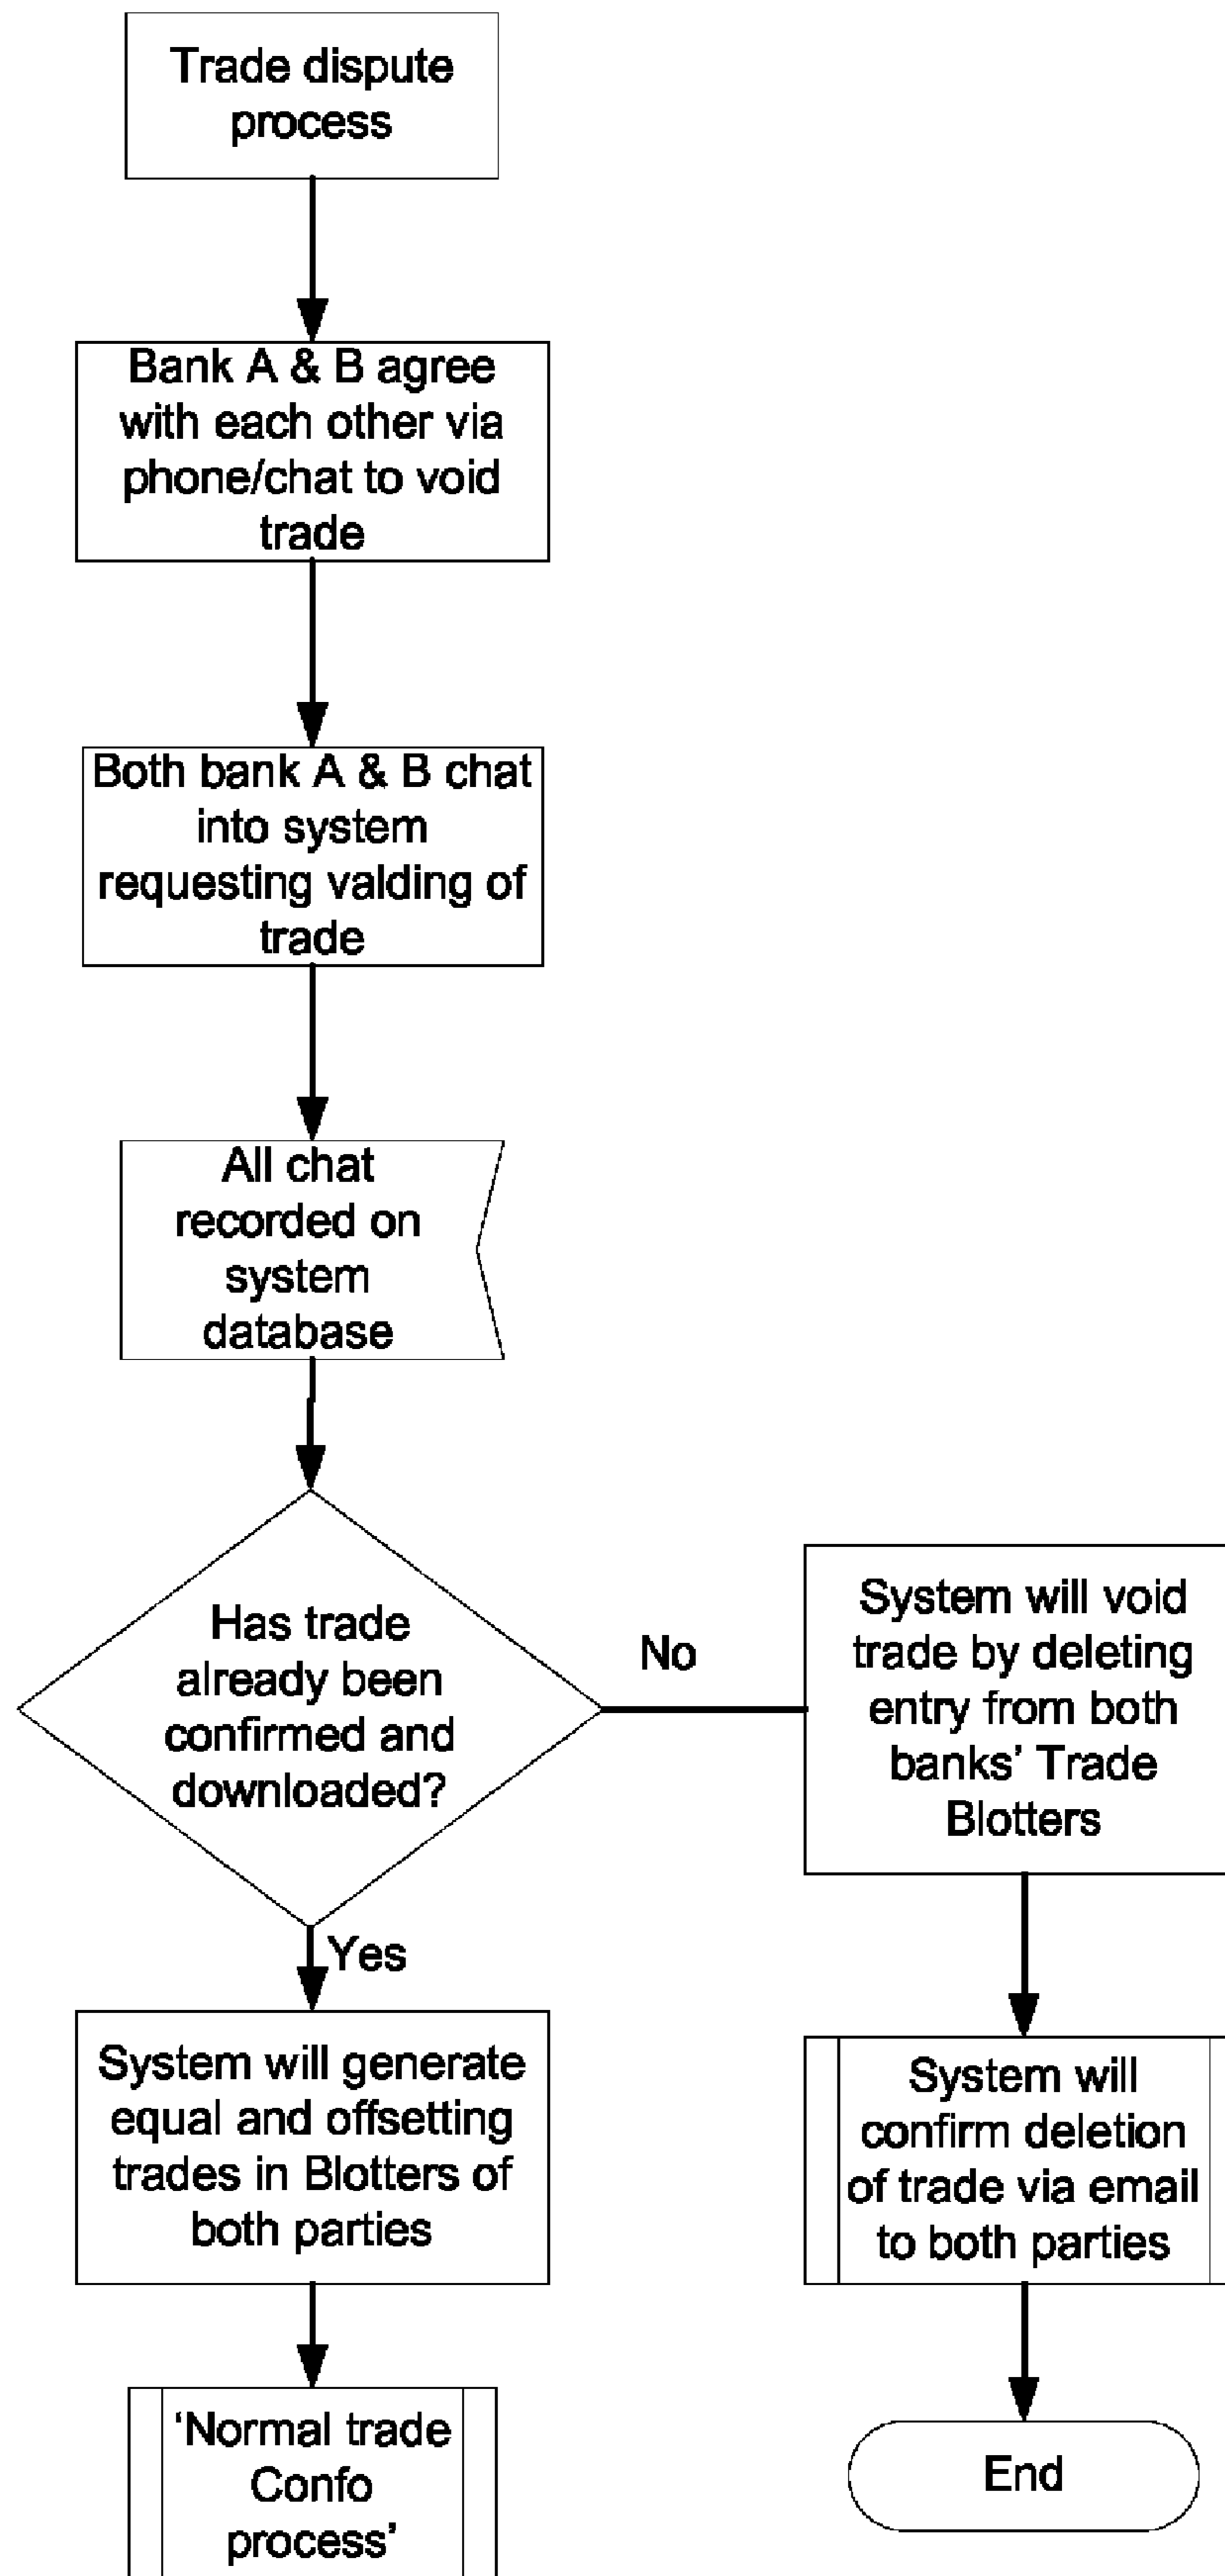 Trade dispute
process
Bank A & B agree
with each other via
phone/chat to void
trade
Both bank A & B chat
into system
requesting valding of
trade
All chat
recorded on
system
database
Has trade
already been
confirmed and
downloaded?
No
System will void
trade by deleting
entry from both
banks’ Trade
Blotters
Yes
System will generate
equal and offsetting
trades in Blotters of
both parties
System will
confirm deletion
of trade via email
to both parties
‘Normal trade
Confo
process’
End